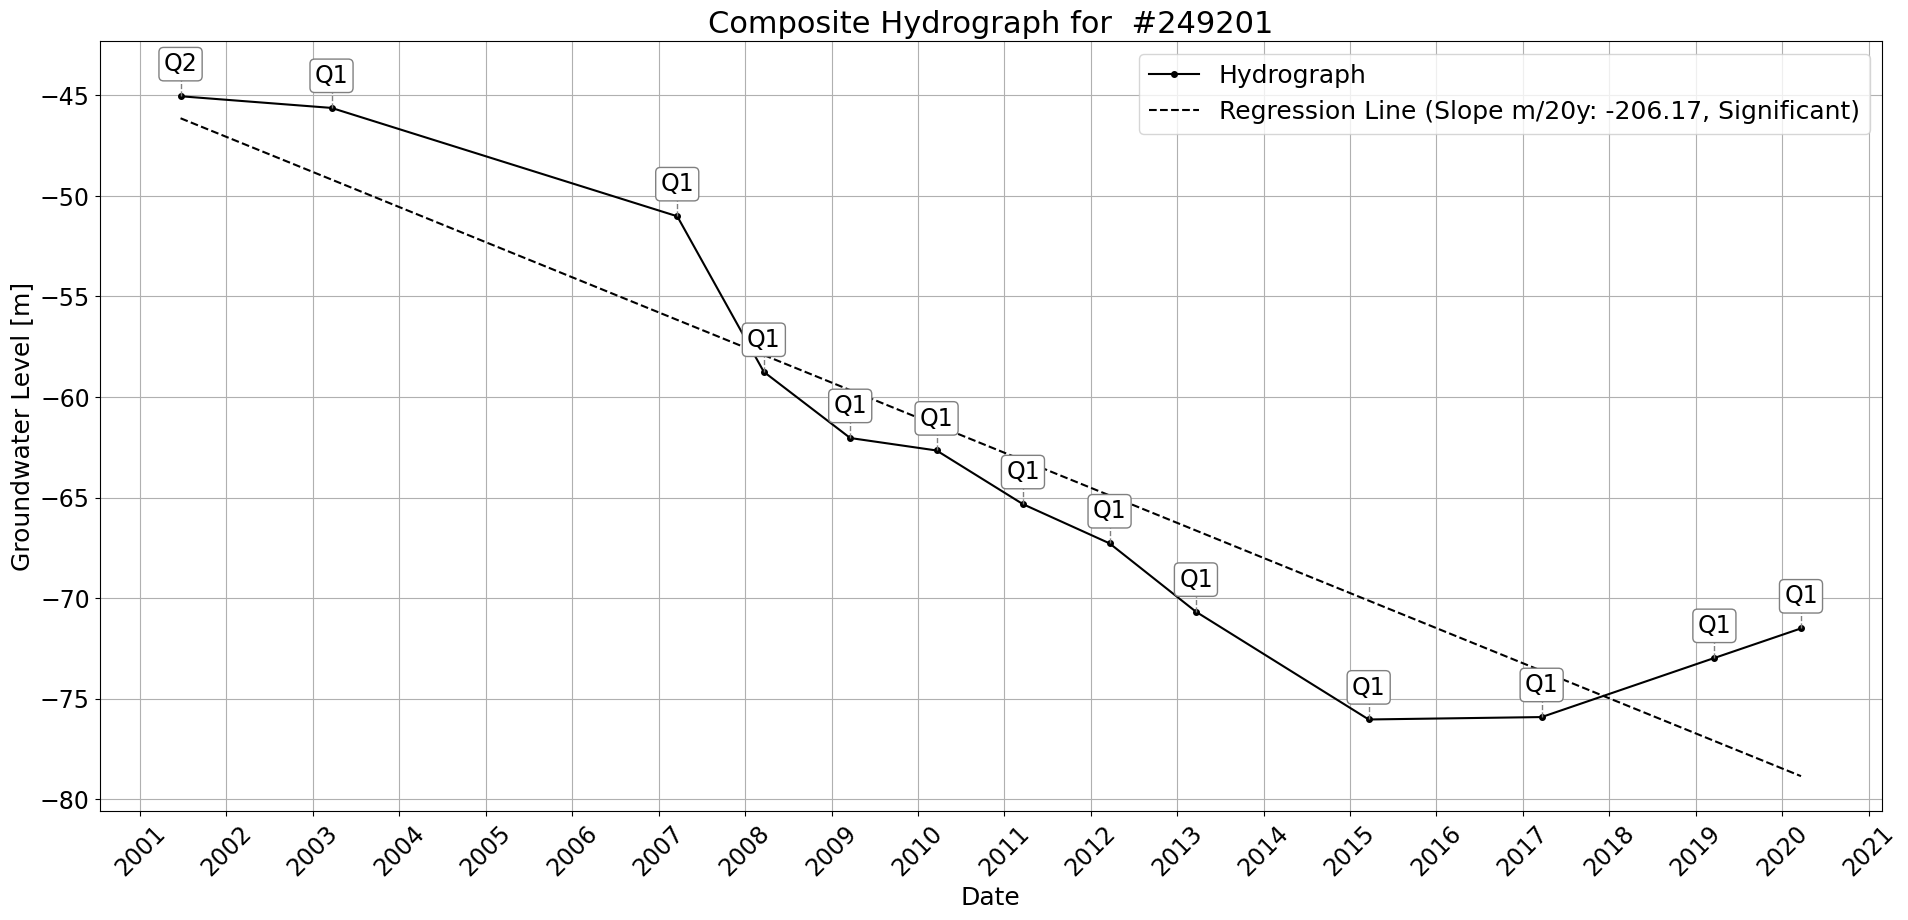 Composite Hydrograph for  #249201
Hydrograph
Regression Line (Slope m/20y: -206.17, Significant)
Groundwater Level [m]
−45
−50
−55
−60
−65
−70
−75
−80
Q2
Q1
Q1
Q1
Q1
Q1
Q1
Q1
Q1
Q1
Q1
Q1
Q1
2001
2002
2003
2004
2005
2006
2007
2008
2009
2010
2011
2012
2013
2014
2015
2016
2017
2018
2019
2020
2021
Date